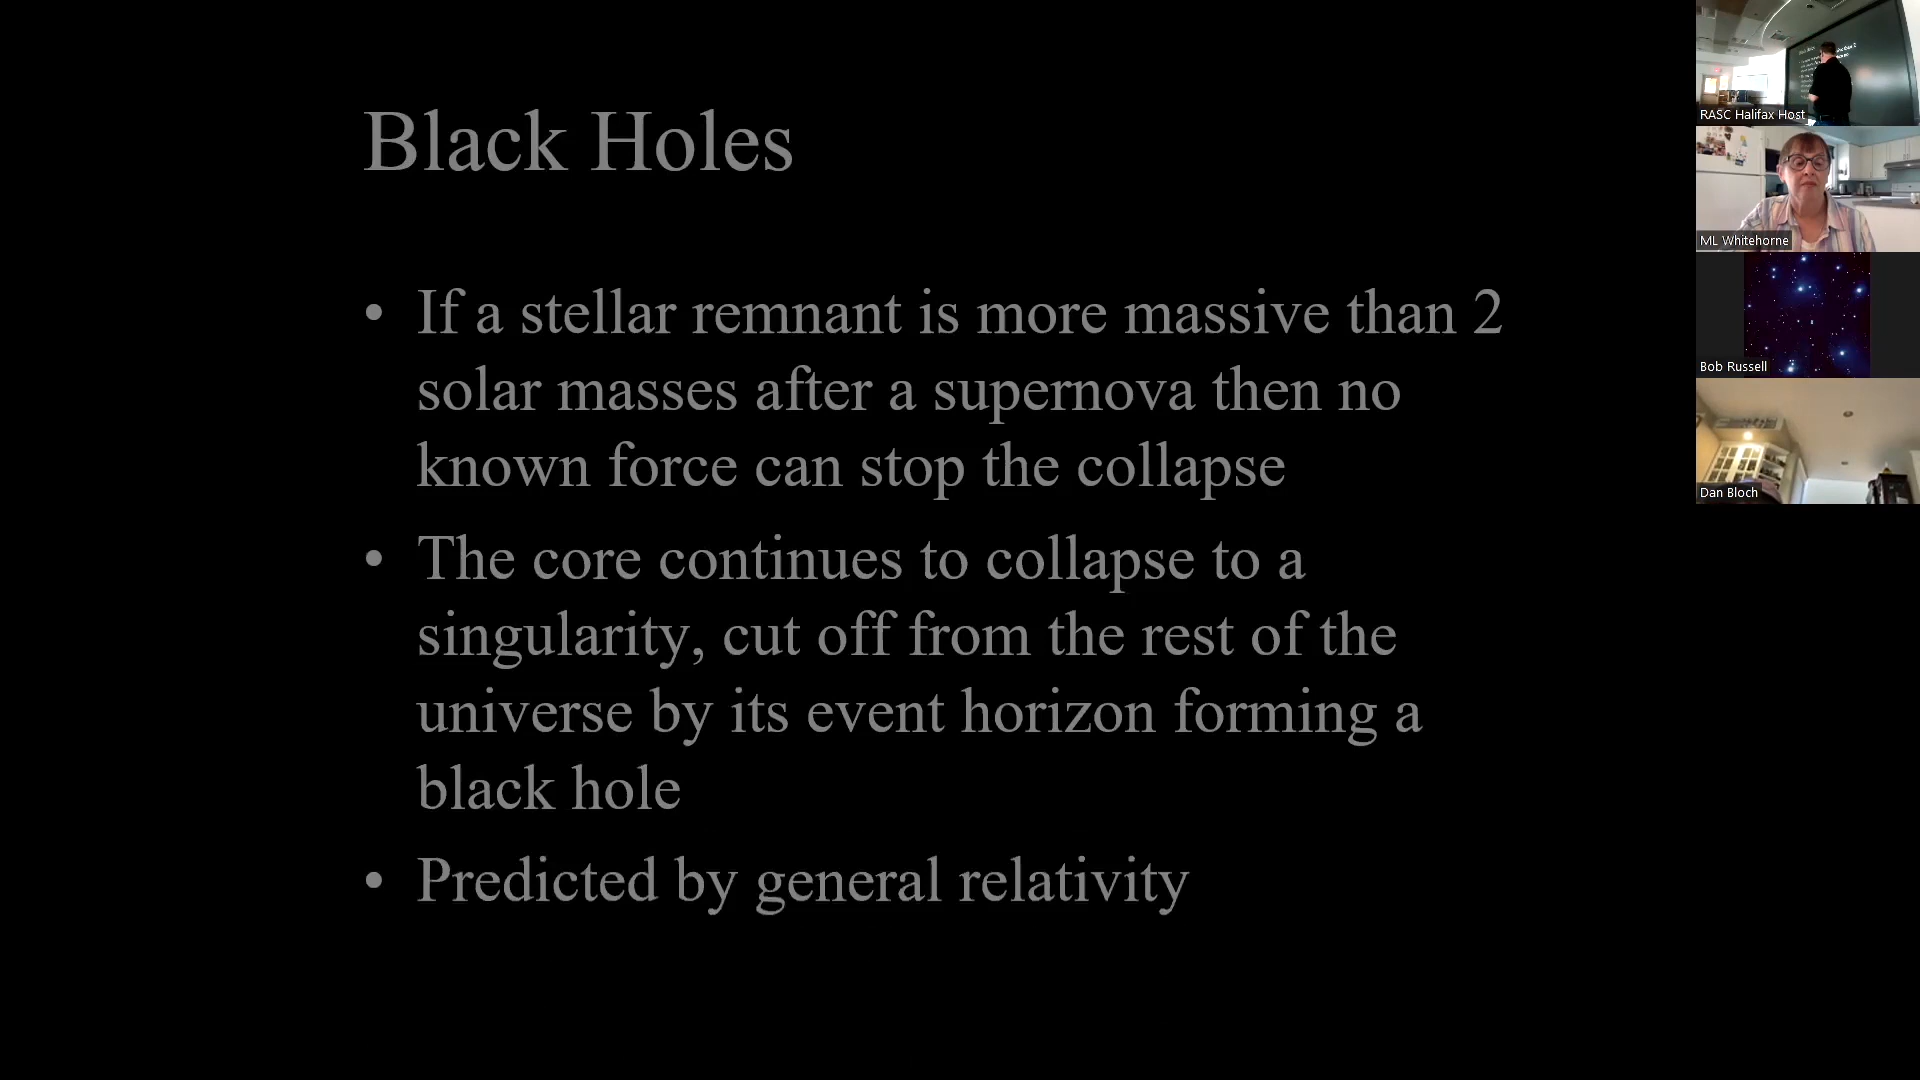 Black Holes
• If a stellar remnant is more massive than 2
solar masses after a supernova then no
known force can stop the collapse
• The core continues to collapse to a
singularity, cut off from the rest of the
universe by its event horizon forming a
black hole
• Predicted by general relativity
RASC Halifax Host
ML Whitehorne
Bob Russell
Dan Bloch